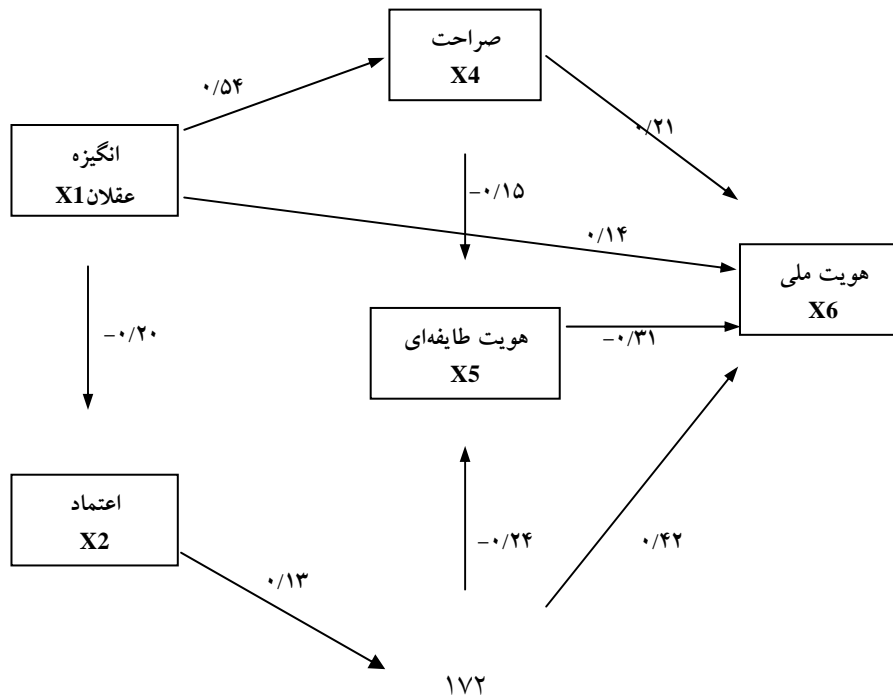 صراحت
X4
۰/۵۴
۰/۲۱
انگیزه
عقلانX1
–۰/۱۵
۰/۱۴
هویت ملی
X6
–۰/۲۰
هویت طایفه‌ای
X5
–۰/۳۱
اعتماد
X2
–۰/۲۴
۰/۴۲
۰/۱۳
۱۷۲